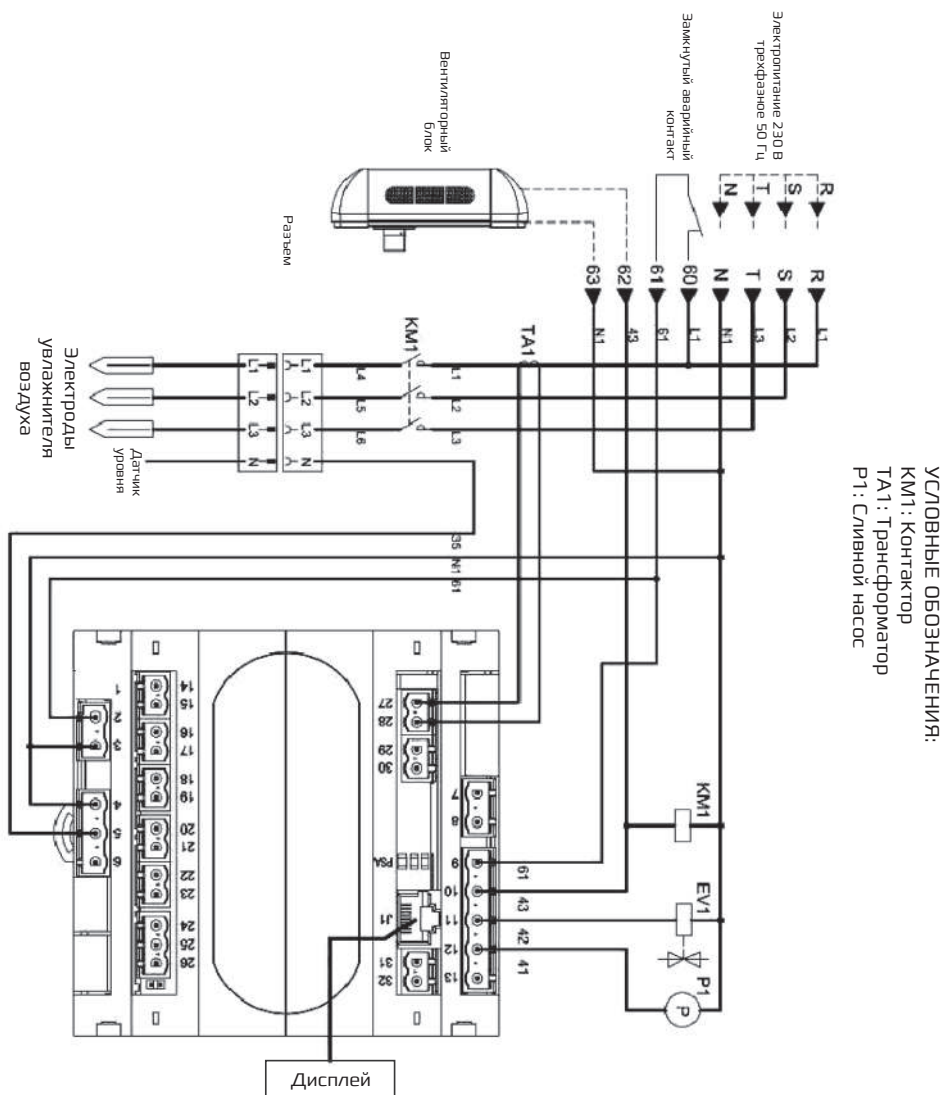 УСЛОВНЫЕ ОБОЗНАЧЕНИЯ:
KM1: Контактор
TA1: Трансформатор
P1: Сливной насос
Электропитание 230 В
трехфазное 50 Гц
Замкнутый аварийный
контакт
Вентиляторный
блок
Разъем
R
S
T
N
R
S
T
N
60
61
62
63
L1
L2
L3
N1
L1
61
43
N1
TA1
KM1
L1
L2
L3
L4
L5
L6
L1
L2
L3
N
L1
L2
L3
N
Электроды
увлажнителя
воздуха
Датчик
уровня
35
N1
61
KM1
EV1
P1
P
61
43
42
41
7
8
9
10
11
12
13
27
28
29
30
PSA
J1
31
32
14
15
16
17
18
19
20
21
22
23
24
25
26
1
2
3
4
5
6
Дисплей